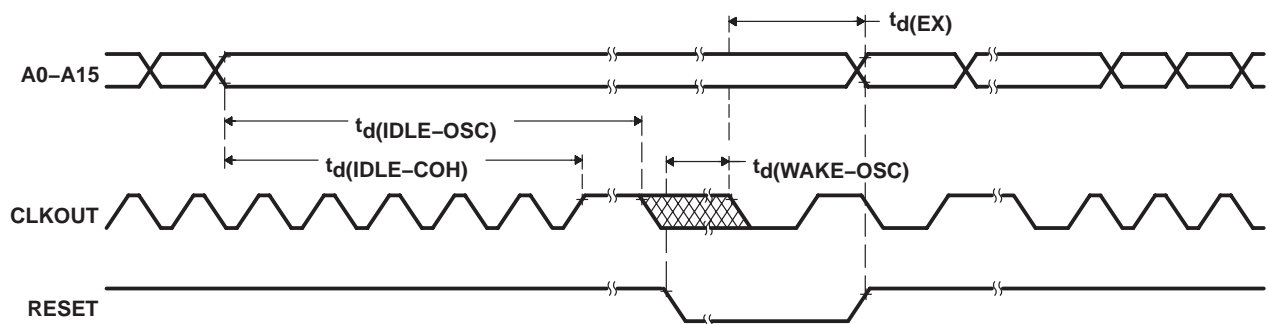 td(EX)
A0–A15
td(IDLE–OSC)
td(IDLE–COH)
td(WAKE–OSC)
CLKOUT
RESET